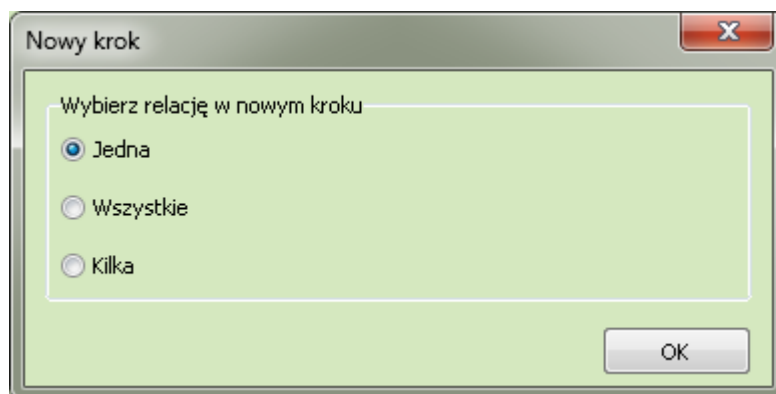 Nowy krok
Wybierz relację w nowym kroku
Jedna
Wszystkie
Kilka
OK